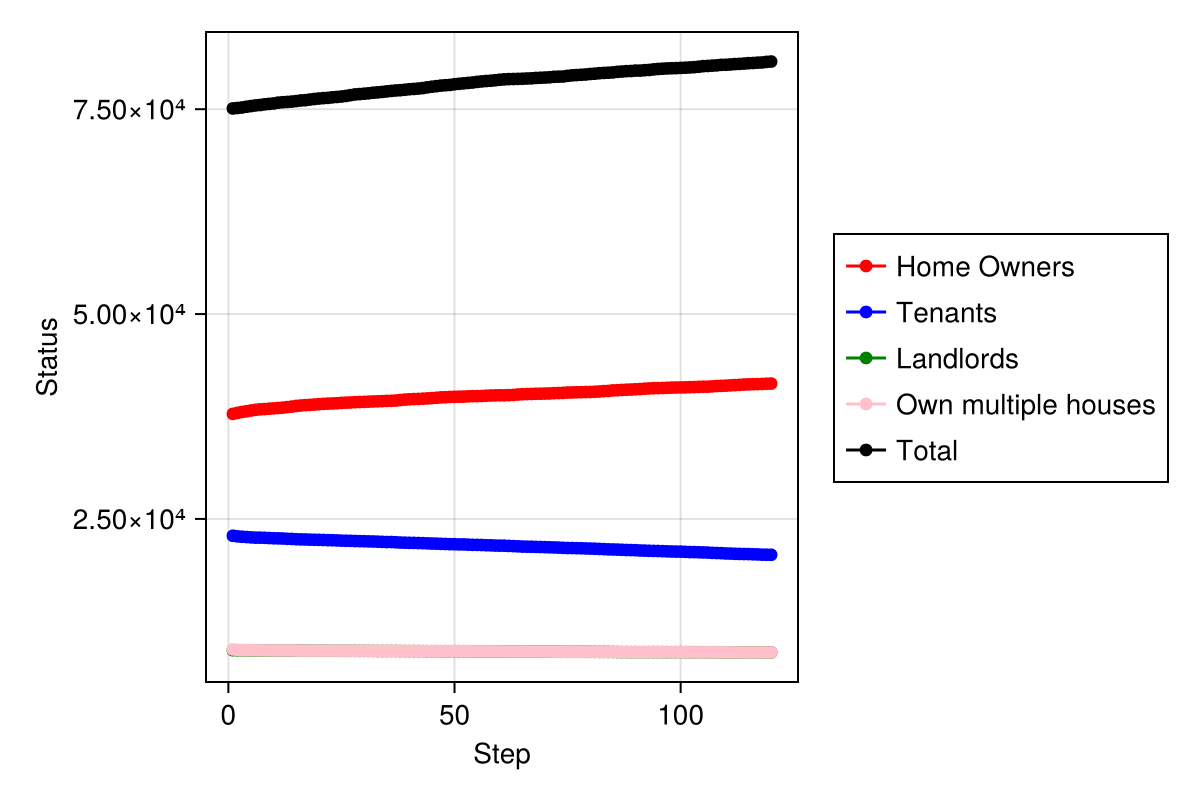 7.50×10⁴
5.00×10⁴
2.50×10⁴
Status
0 50 100
Step
Home Owners
Tenants
Landlords
Own multiple houses
Total